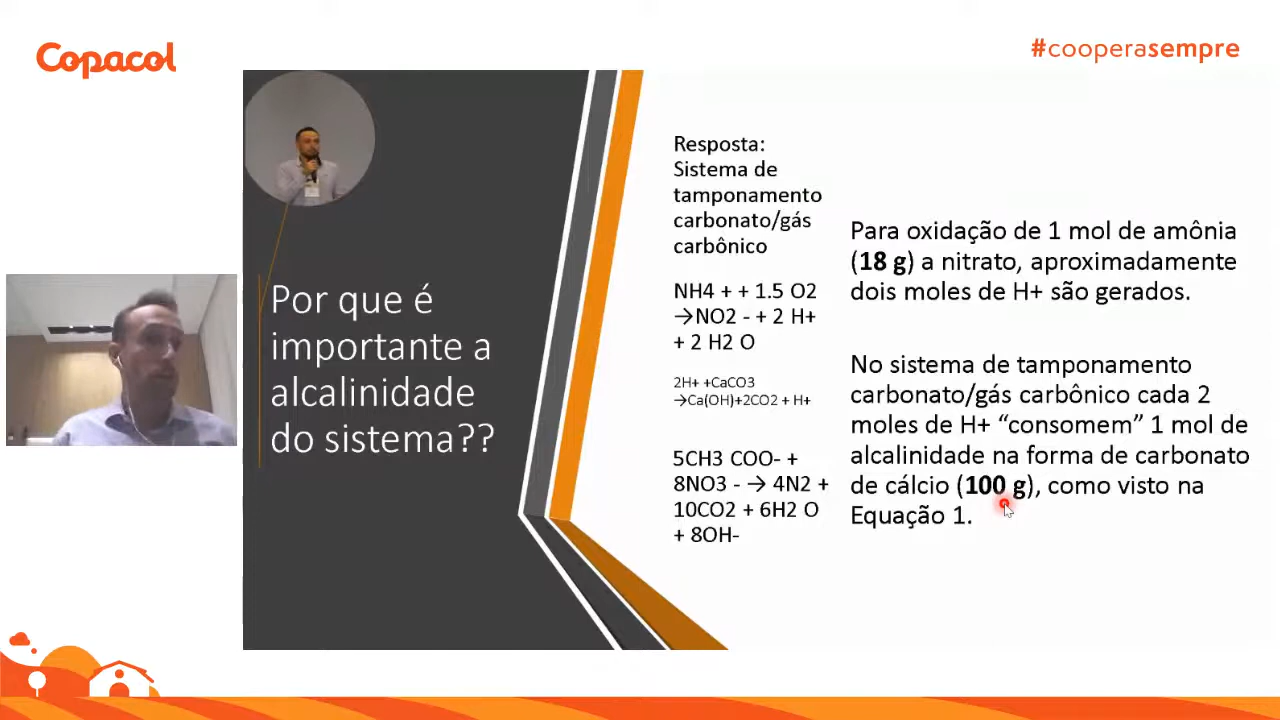 Copacol
#cooperasempre
Por que é
importante a
alcalinidade
do sistema??
Resposta:
Sistema de
tamponamento
carbonato/gás
carbônico
NH4 + + 1.5 O2
→NO2 - + 2 H+
+ 2 H2 O
2H+ +CaCO3
→Ca(OH)+2CO2 + H+
5CH3 COO- +
8NO3 - → 4N2 +
10CO2 + 6H2 O
+ 8OH-
Para oxidação de 1 mol de amônia
(18 g) a nitrato, aproximadamente
dois moles de H+ são gerados.
No sistema de tamponamento
carbonato/gás carbônico cada 2
moles de H+ “consomem” 1 mol de
alcalinidade na forma de carbonato
de cálcio (100 g), como visto na
Equação 1.